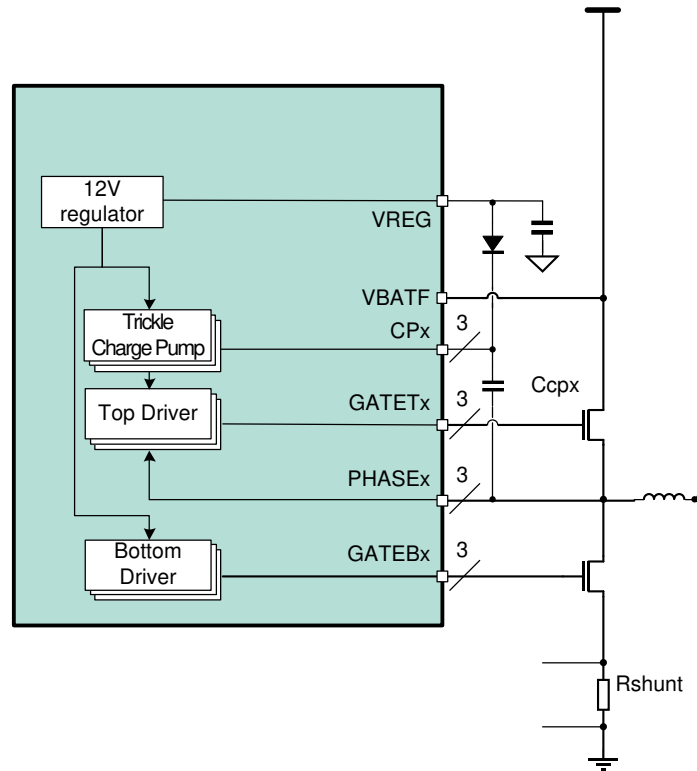 12V
regulator
VREG
VBATF
Trickle
Charge Pump
CPx
3
Ccpx
Top Driver
GATETx
3
PHASEx
3
Bottom
Driver
GATEBx
3
Rshunt